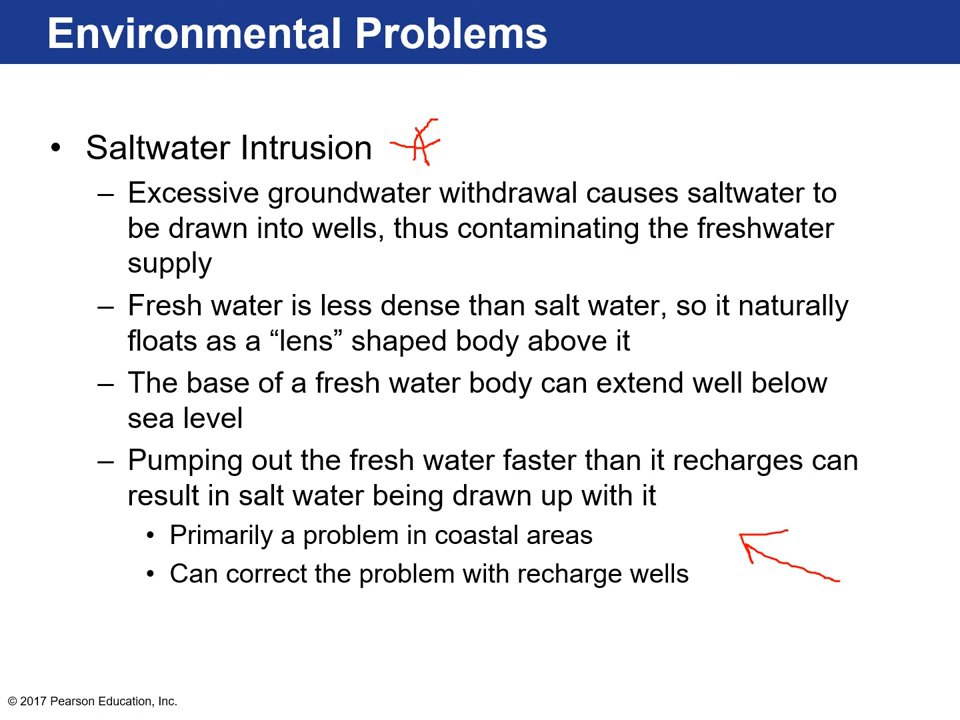 Environmental Problems
• Saltwater Intrusion
– Excessive groundwater withdrawal causes saltwater to
be drawn into wells, thus contaminating the freshwater
supply
– Fresh water is less dense than salt water, so it naturally
floats as a “lens” shaped body above it
– The base of a fresh water body can extend well below
sea level
– Pumping out the fresh water faster than it recharges can
result in salt water being drawn up with it
• Primarily a problem in coastal areas
• Can correct the problem with recharge wells
© 2017 Pearson Education, Inc.